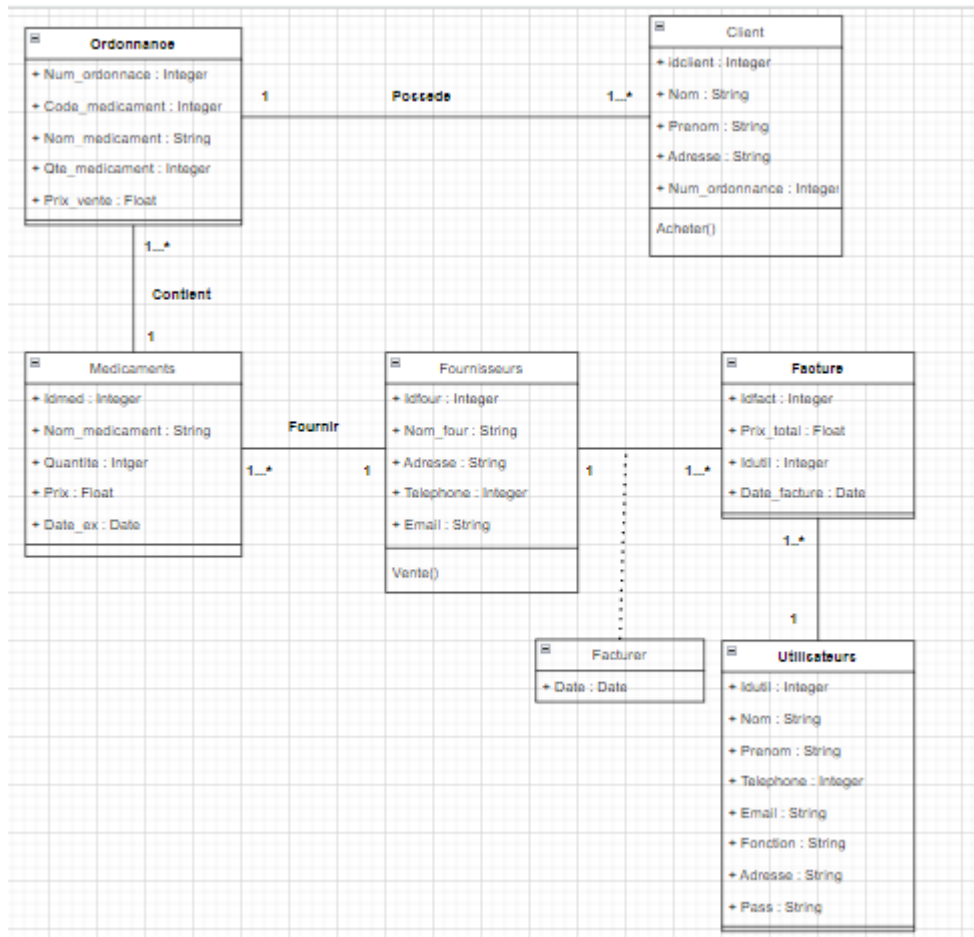 Ordonnance
+ Num_ordonnace : Integer
+ Code_medicament : Integer
+ Nom_medicament : String
+ Qte_medicament : Integer
+ Prix_vente : Float
1
Possede
1...*
Client
+ idclient : Integer
+ Nom : String
+ Prenom : String
+ Adresse : String
+ Num_ordonnance : Integer
Acheter()
1...*
Contient
1
Medicaments
+ Idmed : Integer
+ Nom_medicament : String
+ Quantite : Intger
+ Prix : Float
+ Date_ex : Date
Fournir
1...*
1
Fournisseurs
+ Idfour : Integer
+ Nom_four : String
+ Adresse : String
+ Telephone : Integer
+ Email : String
Vente()
1
1...*
Facture
+ Idfact : Integer
+ Prix_total : Float
+ Idutil : Integer
+ Date_facture : Date
1..*
1
Facturer
+ Date : Date
Utilisateurs
+ Idutil : Integer
+ Nom : String
+ Prenom : String
+ Telephone : Integer
+ Email : String
+ Fonction : String
+ Adresse : String
+ Pass : String